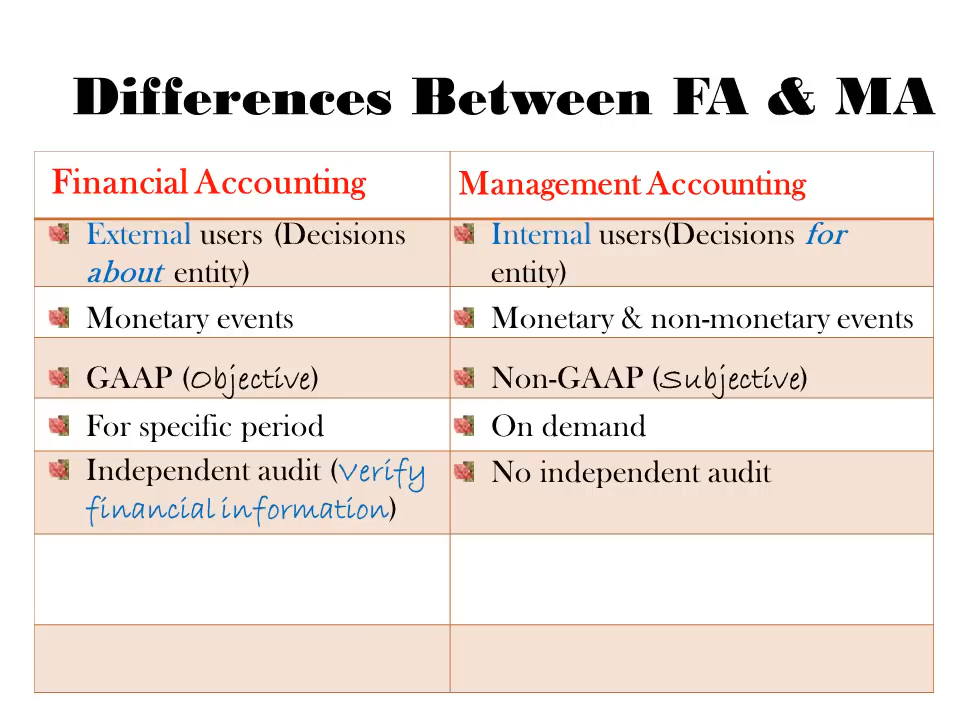 Differences Between FA & MA
Financial Accounting
Management Accounting
External users (Decisions
about entity)
Internal users(Decisions for
entity)
Monetary events
Monetary & non-monetary events
GAAP (Objective)
Non-GAAP (Subjective)
For specific period
On demand
Independent audit (Verify
financial information)
No independent audit